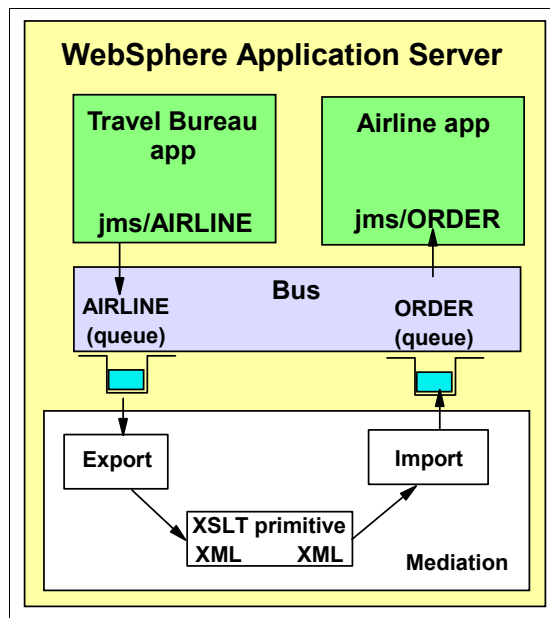 WebSphere Application Server
Travel Bureau
app
jms/AIRLINE
Airline app
jms/ORDER
Bus
AIRLINE
(queue)
ORDER
(queue)
Export
Import
XSLT primitive
XML XML
Mediation